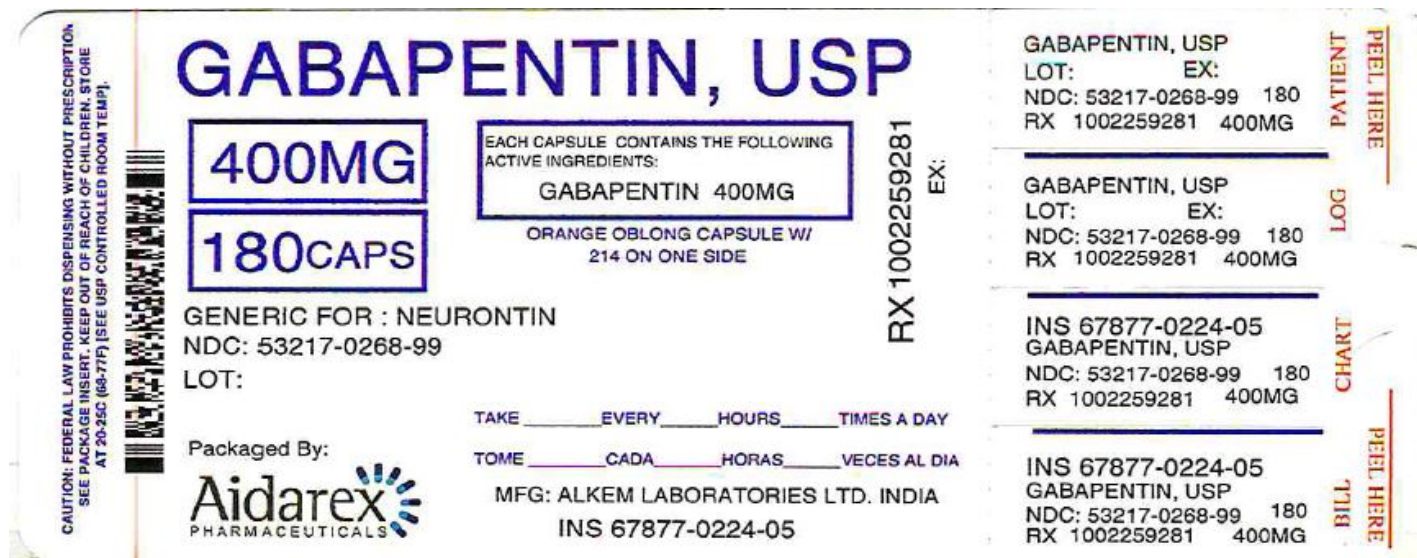 CAUTION: FEDERAL LAW PROHIBITS DISPENSING WITHOUT PRESCRIPTION
SEE PACKAGE INSERT. KEEP OUT OF REACH OF CHILDREN. STORE
AT 20-25C (68-77F) [SEE USP CONTROLLED ROOM TEMP].
GABAPENTIN, USP
400MG
180CAPS
EACH CAPSULE CONTAINS THE FOLLOWING
ACTIVE INGREDIENTS:
GABAPENTIN 400MG
ORANGE OBLONG CAPSULE W/
214 ON ONE SIDE
GENERIC FOR : NEURONTIN
NDC: 53217-0268-99
LOT:
RX 1002259281
EX:
TAKE ________EVERY______HOURS______TIMES A DAY
TOME ________CADA______HORAS______VECES AL DIA
Packaged By:
Aidarex
PHARMACEUTICALS
MFG: ALKEM LABORATORIES LTD. INDIA
INS 67877-0224-05
GABAPENTIN, USP
LOT: EX:
NDC: 53217-0268-99 180
RX 1002259281 400MG
PATIENT
PEEL HERE
GABAPENTIN, USP
LOT: EX:
NDC: 53217-0268-99 180
RX 1002259281 400MG
LOG
INS 67877-0224-05
GABAPENTIN, USP
NDC: 53217-0268-99 180
RX 1002259281 400MG
CHART
INS 67877-0224-05
GABAPENTIN, USP
NDC: 53217-0268-99 180
RX 1002259281 400MG
BILL
PEEL HERE